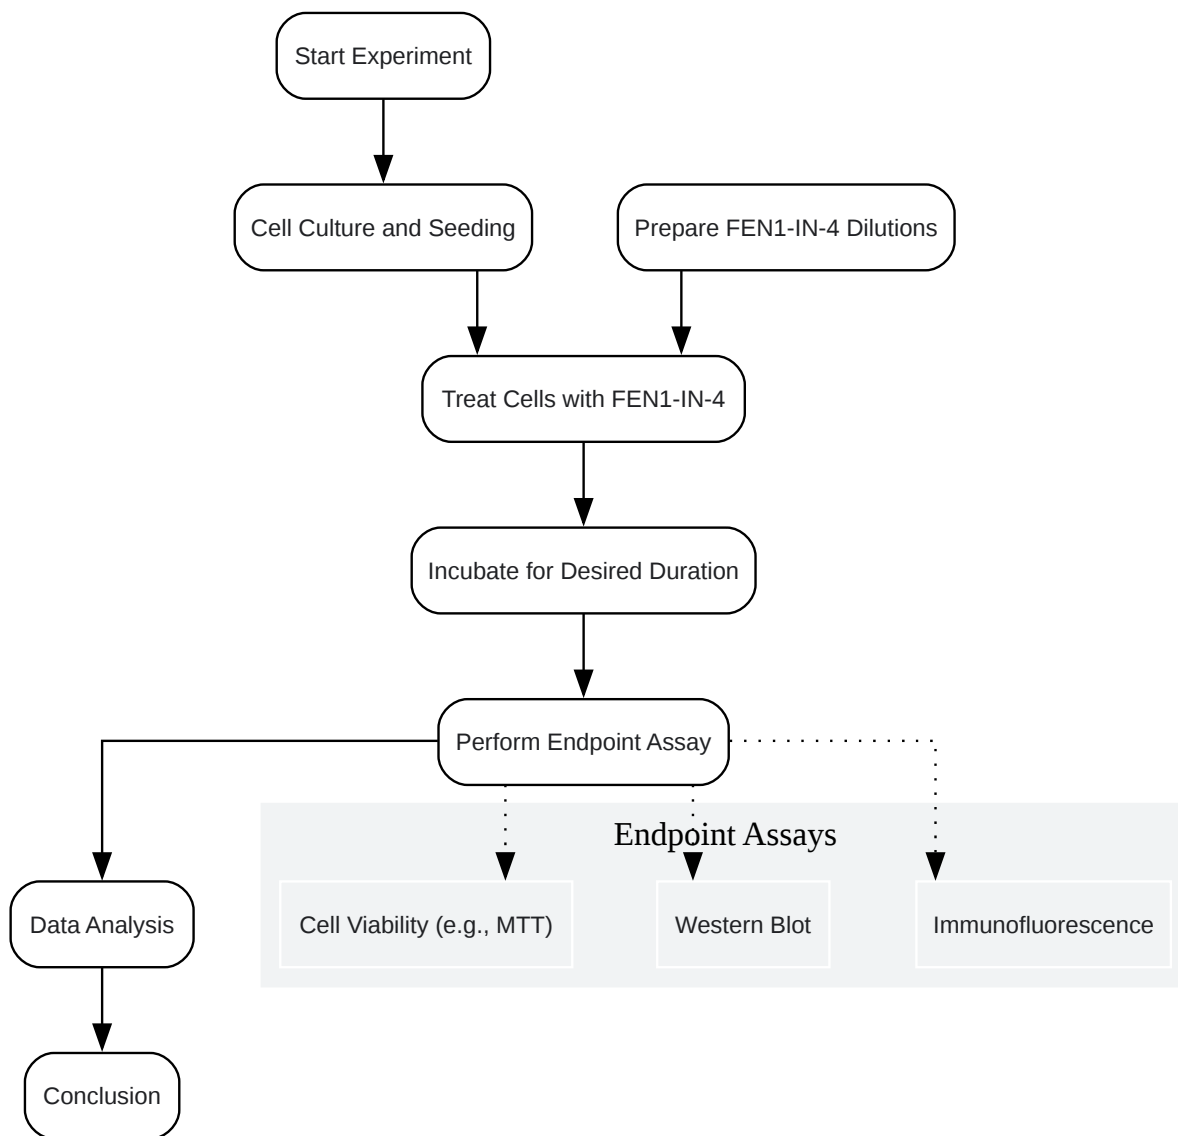 Start Experiment
Cell Culture and Seeding
Prepare FEN1-IN-4 Dilutions
Treat Cells with FEN1-IN-4
Incubate for Desired Duration
Perform Endpoint Assay
Endpoint Assays
Data Analysis
Cell Viability (e.g., MTT)
Western Blot
Immunofluorescence
Conclusion